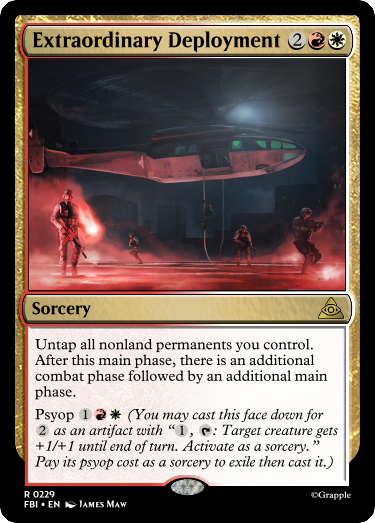 Extraordinary Deployment 2
Sorcery
Untap all nonland permanents you control.
After this main phase, there is an additional
combat phase followed by an additional main
phase.
Psyop 1 (You may cast this face down for
2 as an artifact with “1, : Target creature gets
+1/+1 until end of turn. Activate as a sorcery.”
Pay its psyop cost as a sorcery to exile then cast it.)
R 0229
FBI • EN James Maw
©Grapple